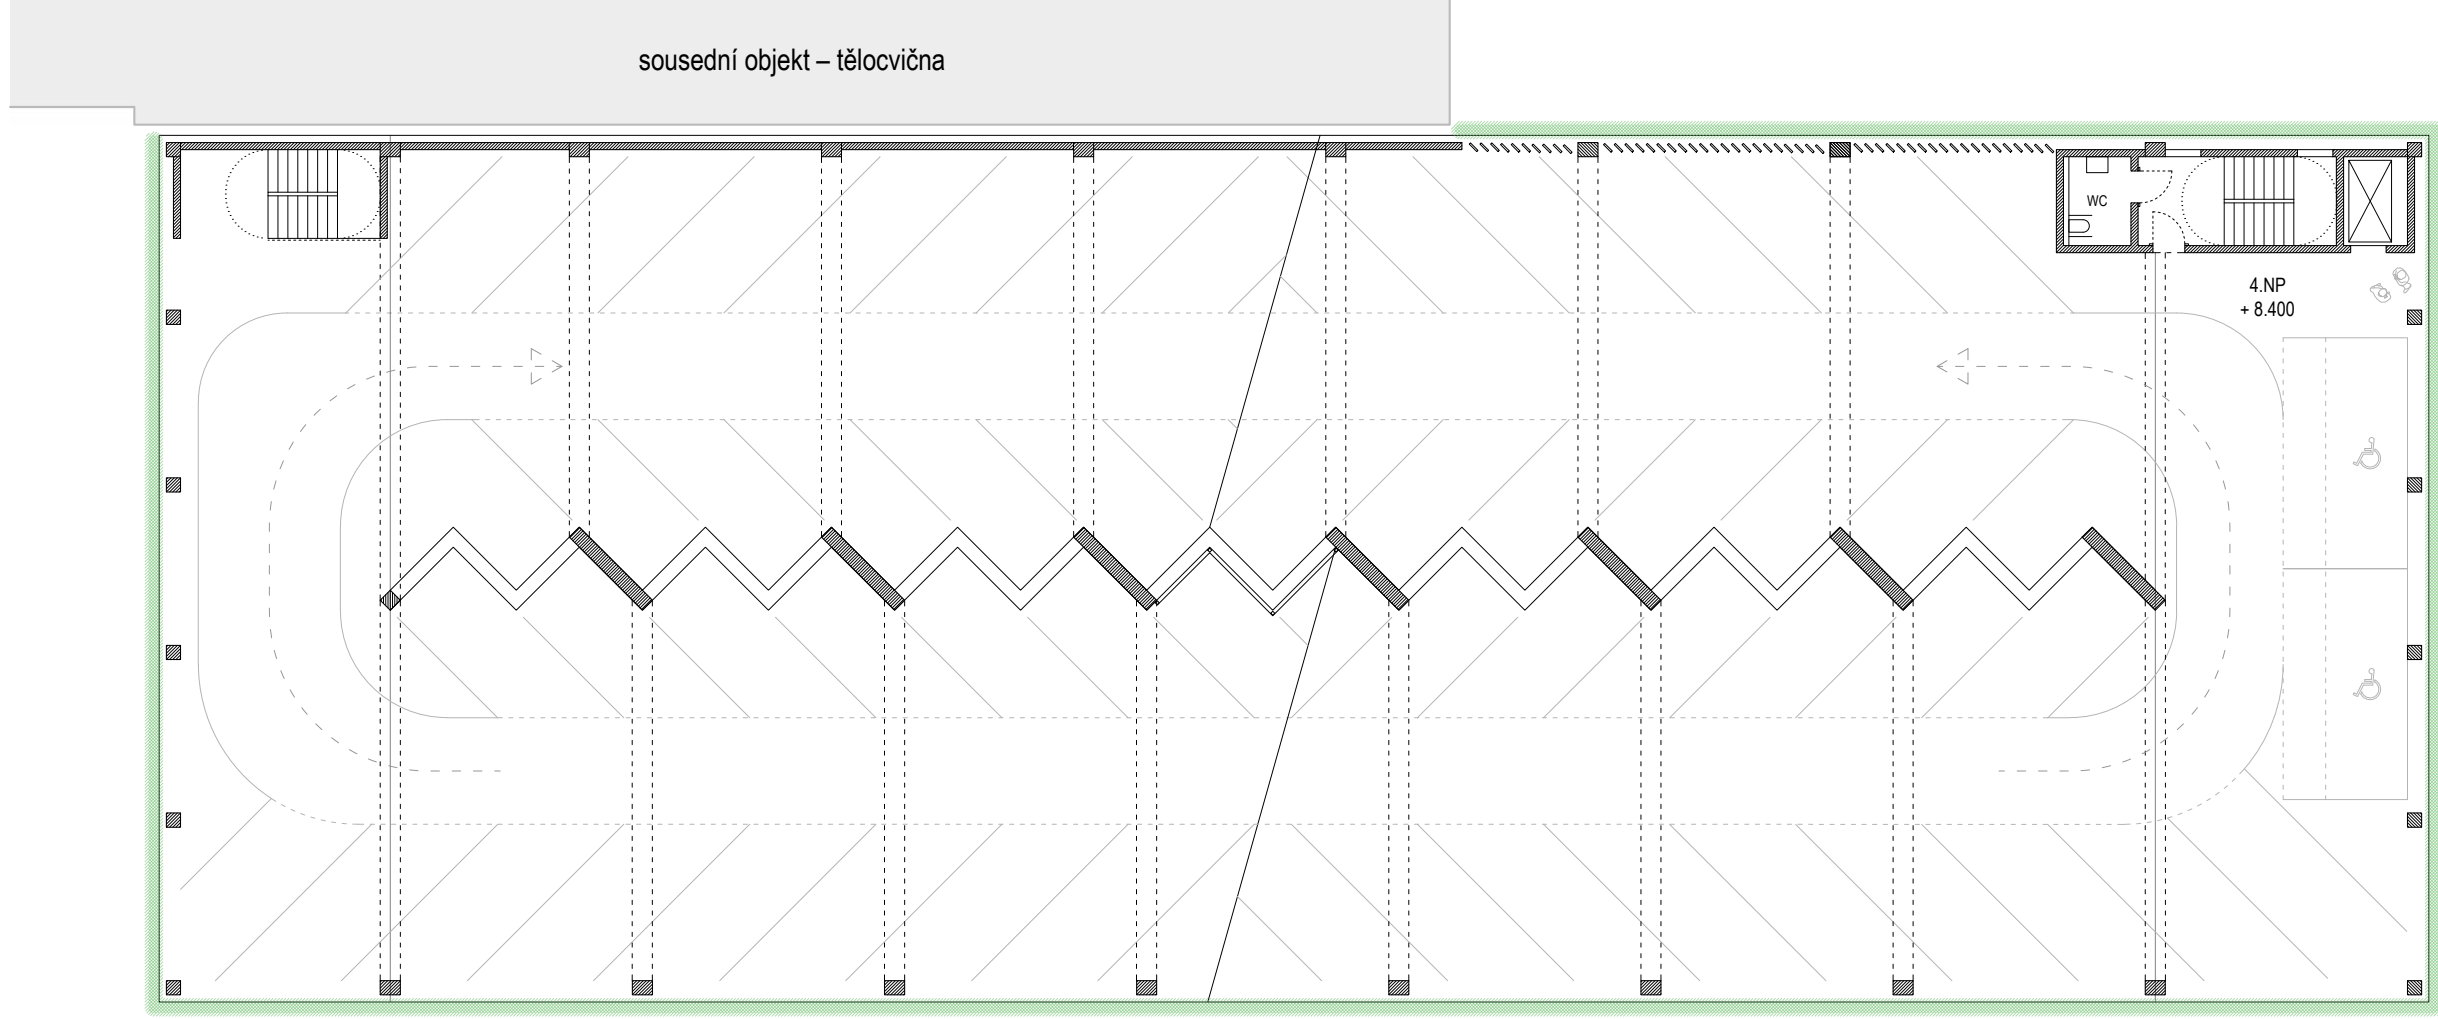 sousední objekt – tělocvična
WC
4.NP
+ 8.400